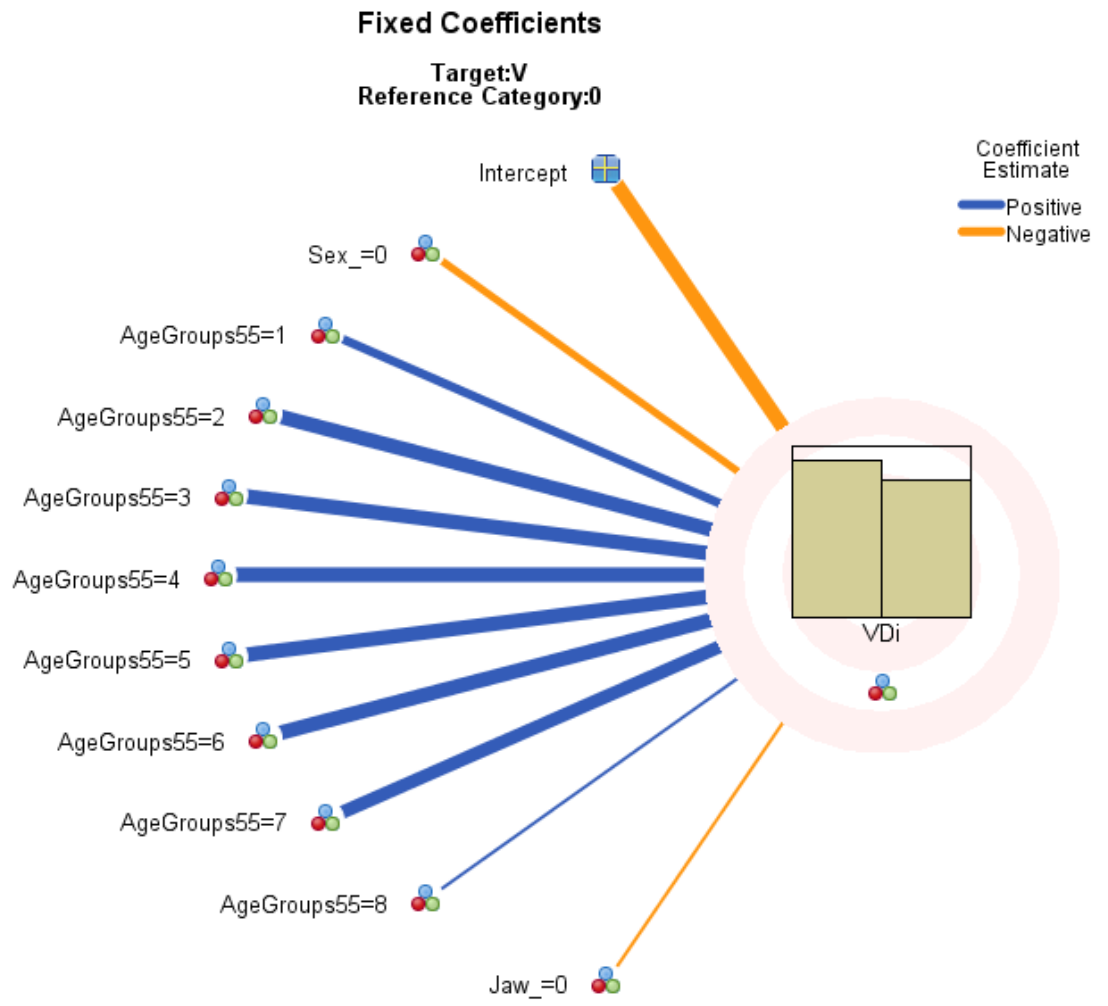 Fixed Coefficients
Target:V
Reference Category:0
Coefficient
Estimate
Positive
Negative
Intercept
Sex_=0
AgeGroups55=1
AgeGroups55=2
AgeGroups55=3
AgeGroups55=4
AgeGroups55=5
AgeGroups55=6
AgeGroups55=7
AgeGroups55=8
Jaw_=0
VDi